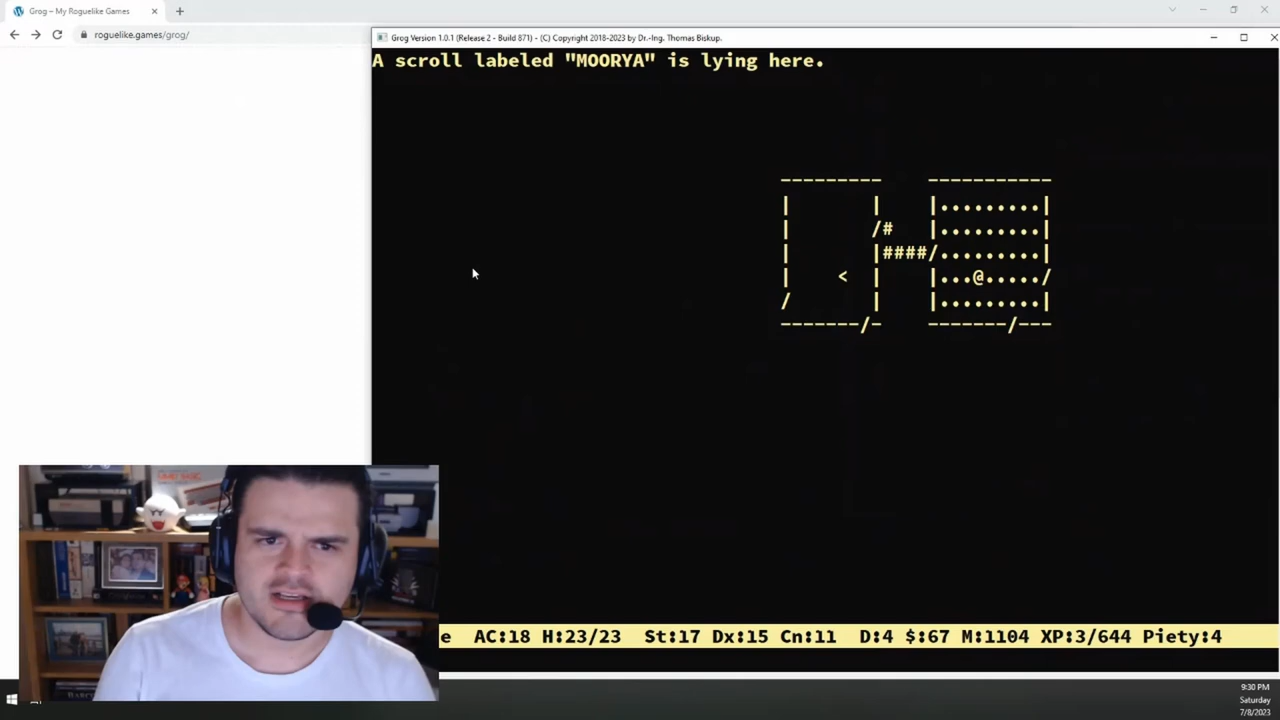 Grog – My Roguelike Games
roguelike.games/grog/
Grog Version 1.0.1 (Release 2 - Build 871) - (C) Copyright 2018-2023 by Dr.-Ing. Thomas Biskup.
A scroll labeled "MOORYA" is lying here.
--------- -----------
| | |.........|
| /# |.........|
| |####/.........|
| < | |...@...../
/ | |.........|
-------/- -------/---
e AC:18 H:23/23 St:17 Dx:15 Cn:11 D:4 $:67 M:1104 XP:3/644 Piety:4
9:30 PM
Saturday
7/8/2023